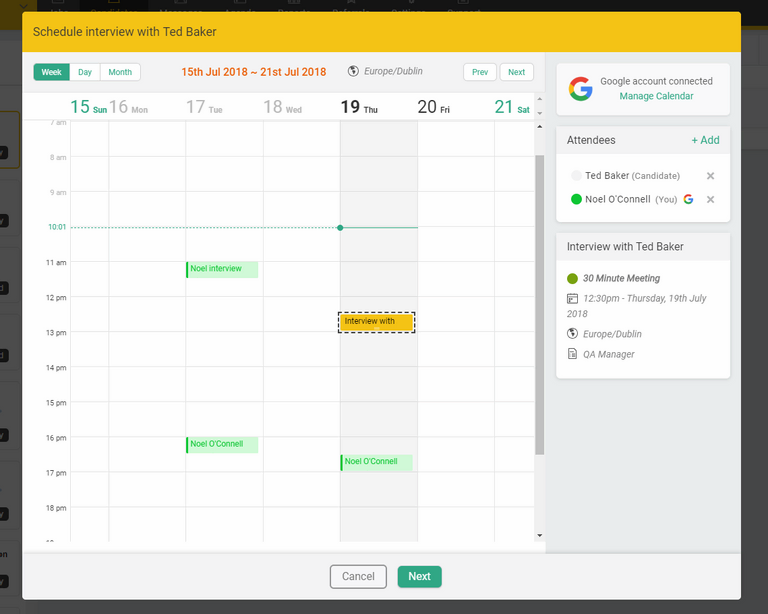 Schedule interview with Ted Baker
Week Day Month
15th Jul 2018 ~ 21st Jul 2018
Europe/Dublin
Prev Next
15 Sun 16 Mon 17 Tue 18 Wed 19 Thu 20 Fri 21 Sat
7 am
8 am
9 am
10:01
11 am
Noel interview
12 pm
Interview with
13 pm
14 pm
15 pm
16 pm
Noel O'Connell
Noel O'Connell
17 pm
18 pm
Google account connected
Manage Calendar
Attendees + Add
Ted Baker (Candidate)
Noel O'Connell (You)
Interview with Ted Baker
30 Minute Meeting
12:30pm - Thursday, 19th July
2018
Europe/Dublin
QA Manager
Cancel Next